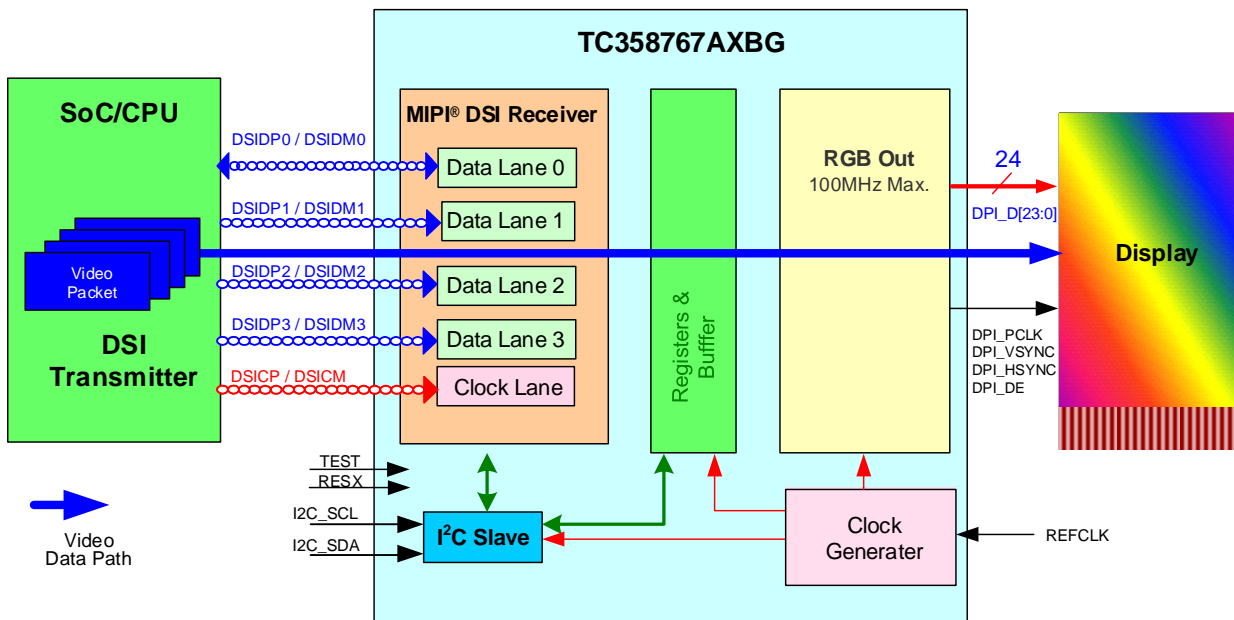 TC358767AXBG
SoC/CPU
DSIDP0 / DSIDM0
DSIDP1 / DSIDM1
DSIDP2 / DSIDM2
DSIDP3 / DSIDM3
DSICP / DSICM
Video
Packet
DSI
Transmitter
MIPI® DSI Receiver
Data Lane 0
Data Lane 1
Data Lane 2
Data Lane 3
Clock Lane
Registers &
Bufffer
RGB Out
100MHz Max.
24
DPI_D[23:0]
Display
DPI_PCLK
DPI_VSYNC
DPI_HSYNC
DPI_DE
TEST
RESX
I2C_SCL
I2C_SDA
I²C Slave
Clock
Generater
REFCLK
Video
Data Path